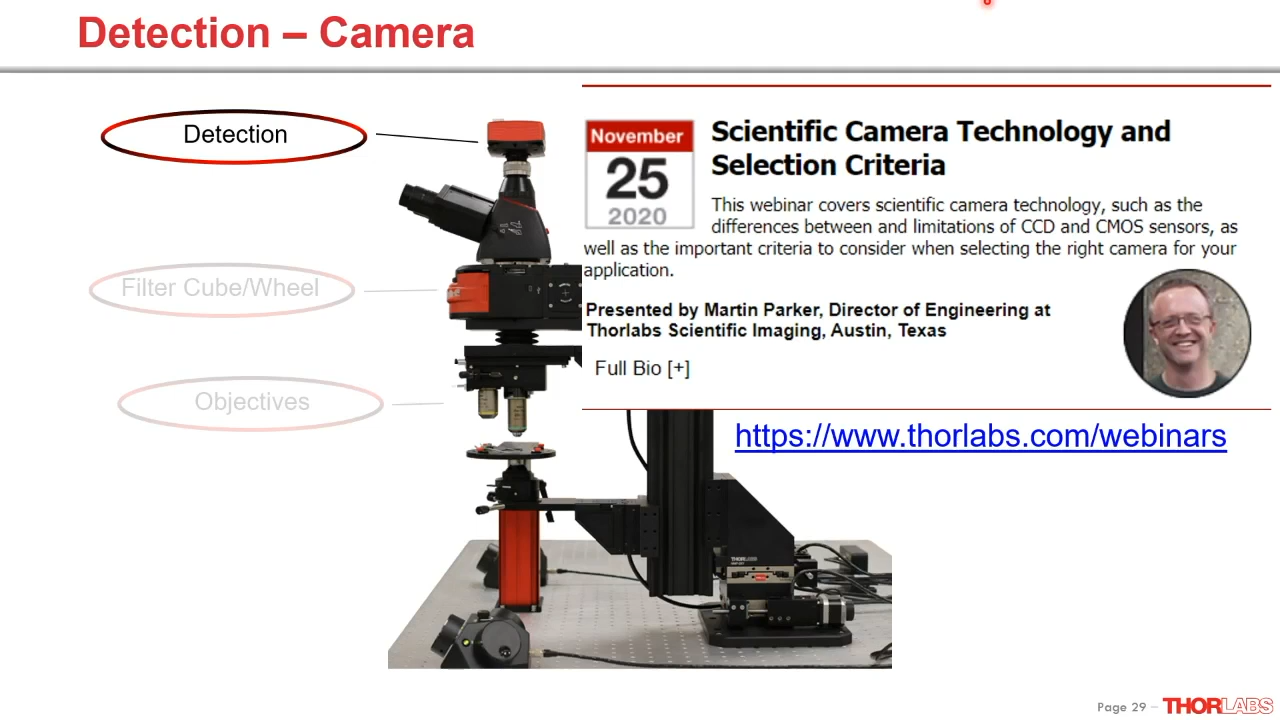 Detection – Camera
Detection
Filter Cube/Wheel
Objectives
November
25
2020
Scientific Camera Technology and
Selection Criteria
This webinar covers scientific camera technology, such as the
differences between and limitations of CCD and CMOS sensors, as
well as the important criteria to consider when selecting the right camera for your
application.
Presented by Martin Parker, Director of Engineering at
Thorlabs Scientific Imaging, Austin, Texas
Full Bio [+]
https://www.thorlabs.com/webinars
THORLABS
Page 29 – THORLABS